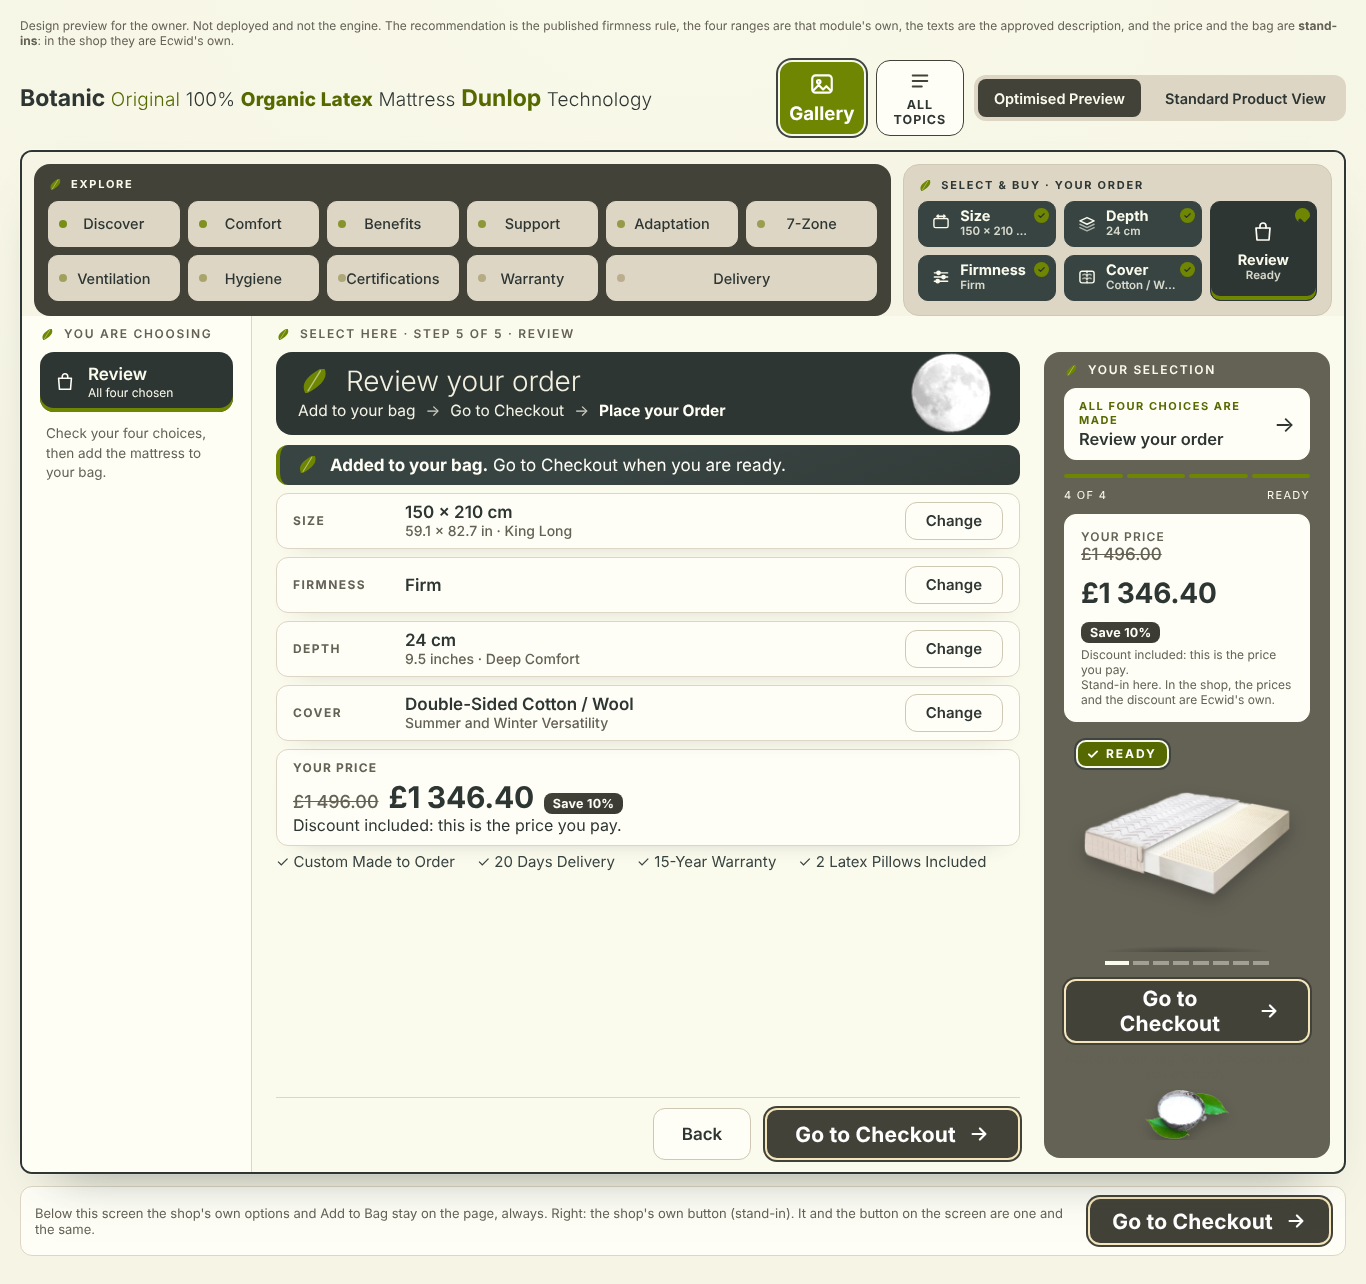 Design preview for the owner. Not deployed and not the engine. The recommendation is the published firmness rule, the four ranges are that module's own, the texts are the approved description, and the price and the bag are stand-
ins: in the shop they are Ecwid's own.
Botanic Original 100% Organic Latex Mattress Dunlop Technology
Gallery
ALL
TOPICS
Optimised Preview
Standard Product View
EXPLORE
Discover
Comfort
Benefits
Support
Adaptation
7-Zone
Ventilation
Hygiene
Certifications
Warranty
Delivery
SELECT & BUY · YOUR ORDER
Size
150 × 210 ...
Depth
24 cm
Firmness
Firm
Cover
Cotton / W...
Review
Ready
YOU ARE CHOOSING
Review
All four chosen
Check your four choices,
then add the mattress to
your bag.
SELECT HERE · STEP 5 OF 5 · REVIEW
Review your order
Add to your bag → Go to Checkout → Place your Order
Added to your bag. Go to Checkout when you are ready.
SIZE
150 × 210 cm
59.1 × 82.7 in · King Long
Change
FIRMNESS
Firm
Change
DEPTH
24 cm
9.5 inches · Deep Comfort
Change
COVER
Double-Sided Cotton / Wool
Summer and Winter Versatility
Change
YOUR PRICE
£1 496.00 £1 346.40 Save 10%
Discount included: this is the price you pay.
✓ Custom Made to Order ✓ 20 Days Delivery ✓ 15-Year Warranty ✓ 2 Latex Pillows Included
Back
Go to Checkout →
YOUR SELECTION
ALL FOUR CHOICES ARE
MADE
Review your order →
4 OF 4
READY
YOUR PRICE
£1 496.00
£1 346.40
Save 10%
Discount included: this is the price
you pay.
Stand-in here. In the shop, the prices
and the discount are Ecwid's own.
✓ READY
Go to
Checkout →
Below this screen the shop's own options and Add to Bag stay on the page, always. Right: the shop's own button (stand-in). It and the button on the screen are one and
the same.
Go to Checkout →